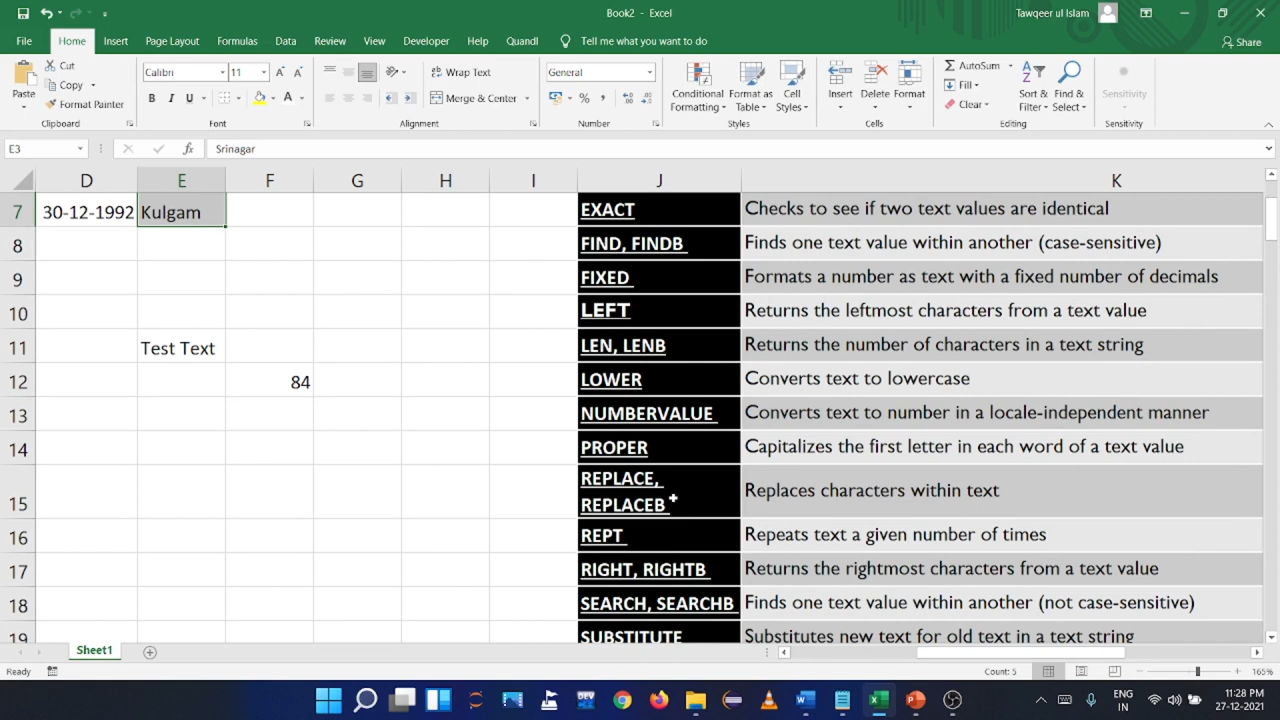 Book2 - Excel
Tawqeer ul Islam
File Home Insert Page Layout Formulas Data Review View Developer Help Quandl Tell me what you want to do Share
Paste
Cut
Copy
Format Painter
Clipboard
Calibri 11
B I U
Font
Wrap Text
Merge & Center
Alignment
General
% ,
Number
Conditional Formatting
Format as Table
Cell Styles
Styles
Insert Delete Format
Cells
AutoSum
Fill
Clear
Sort & Filter
Find & Select
Editing
Sensitivity
Sensitivity
E3 fx Srinagar
D E F G H I J K
7 30-12-1992 Kulgam EXACT Checks to see if two text values are identical
8 FIND, FINDB Finds one text value within another (case-sensitive)
9 FIXED Formats a number as text with a fixed number of decimals
10 LEFT Returns the leftmost characters from a text value
11 Test Text LEN, LENB Returns the number of characters in a text string
12 84 LOWER Converts text to lowercase
13 NUMBERVALUE Converts text to number in a locale-independent manner
14 PROPER Capitalizes the first letter in each word of a text value
REPLACE,
15 REPLACEB Replaces characters within text
16 REPT Repeats text a given number of times
17 RIGHT, RIGHTB Returns the rightmost characters from a text value
18 SEARCH, SEARCHB Finds one text value within another (not case-sensitive)
19 SUBSTITUTE Substitutes new text for old text in a text string
Sheet1
Ready Count: 5 165%
ENG
IN
11:28 PM
27-12-2021